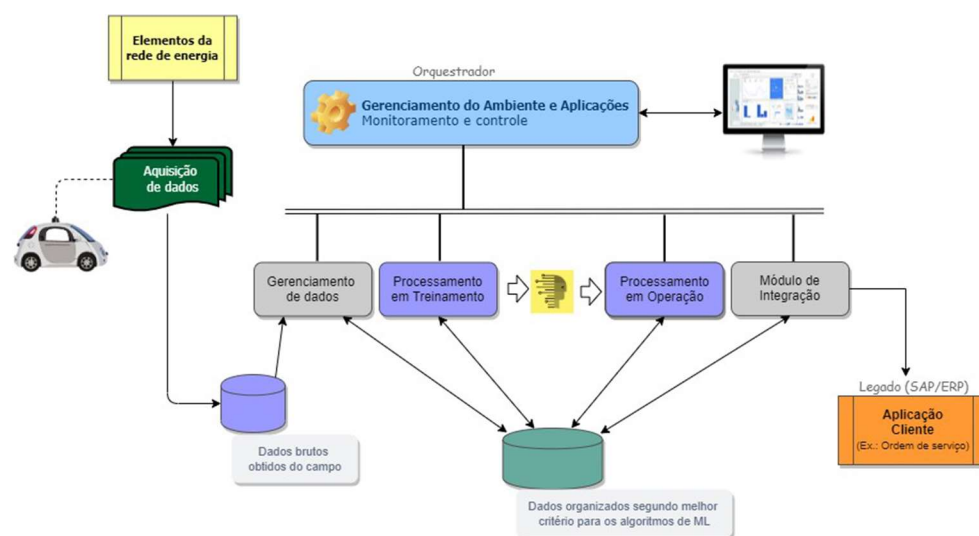 Elementos da
rede de energia
Orquestrador
Gerenciamento do Ambiente e Aplicações
Monitoramento e controle
Aquisição
de dados
Gerenciamento
de dados
Processamento
em Treinamento
Processamento
em Operação
Módulo de
Integração
Legado (SAP/ERP)
Aplicação
Cliente
(Ex.: Ordem de serviço)
Dados brutos
obtidos do campo
Dados organizados segundo melhor
critério para os algoritmos de ML